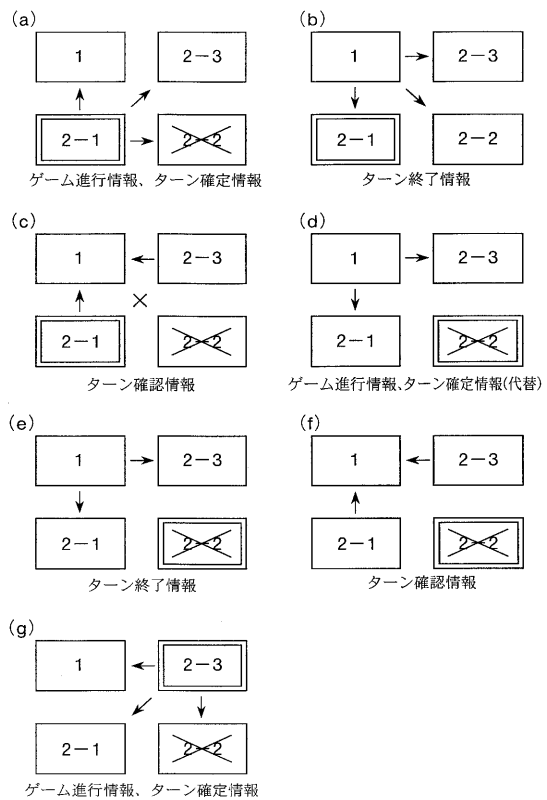 (a)
1
2-3
2-1
2-2
ゲーム進行情報、ターン確定情報
(b)
1
2-3
2-1
2-2
ターン終了情報
(c)
1
2-3
2-1
2-2
ターン確認情報
(d)
1
2-3
2-1
2-2
ゲーム進行情報、ターン確定情報(代替)
(e)
1
2-3
2-1
2-2
ターン終了情報
(f)
1
2-3
2-1
2-2
ターン確認情報
(g)
1
2-3
2-1
2-2
ゲーム進行情報、ターン確定情報